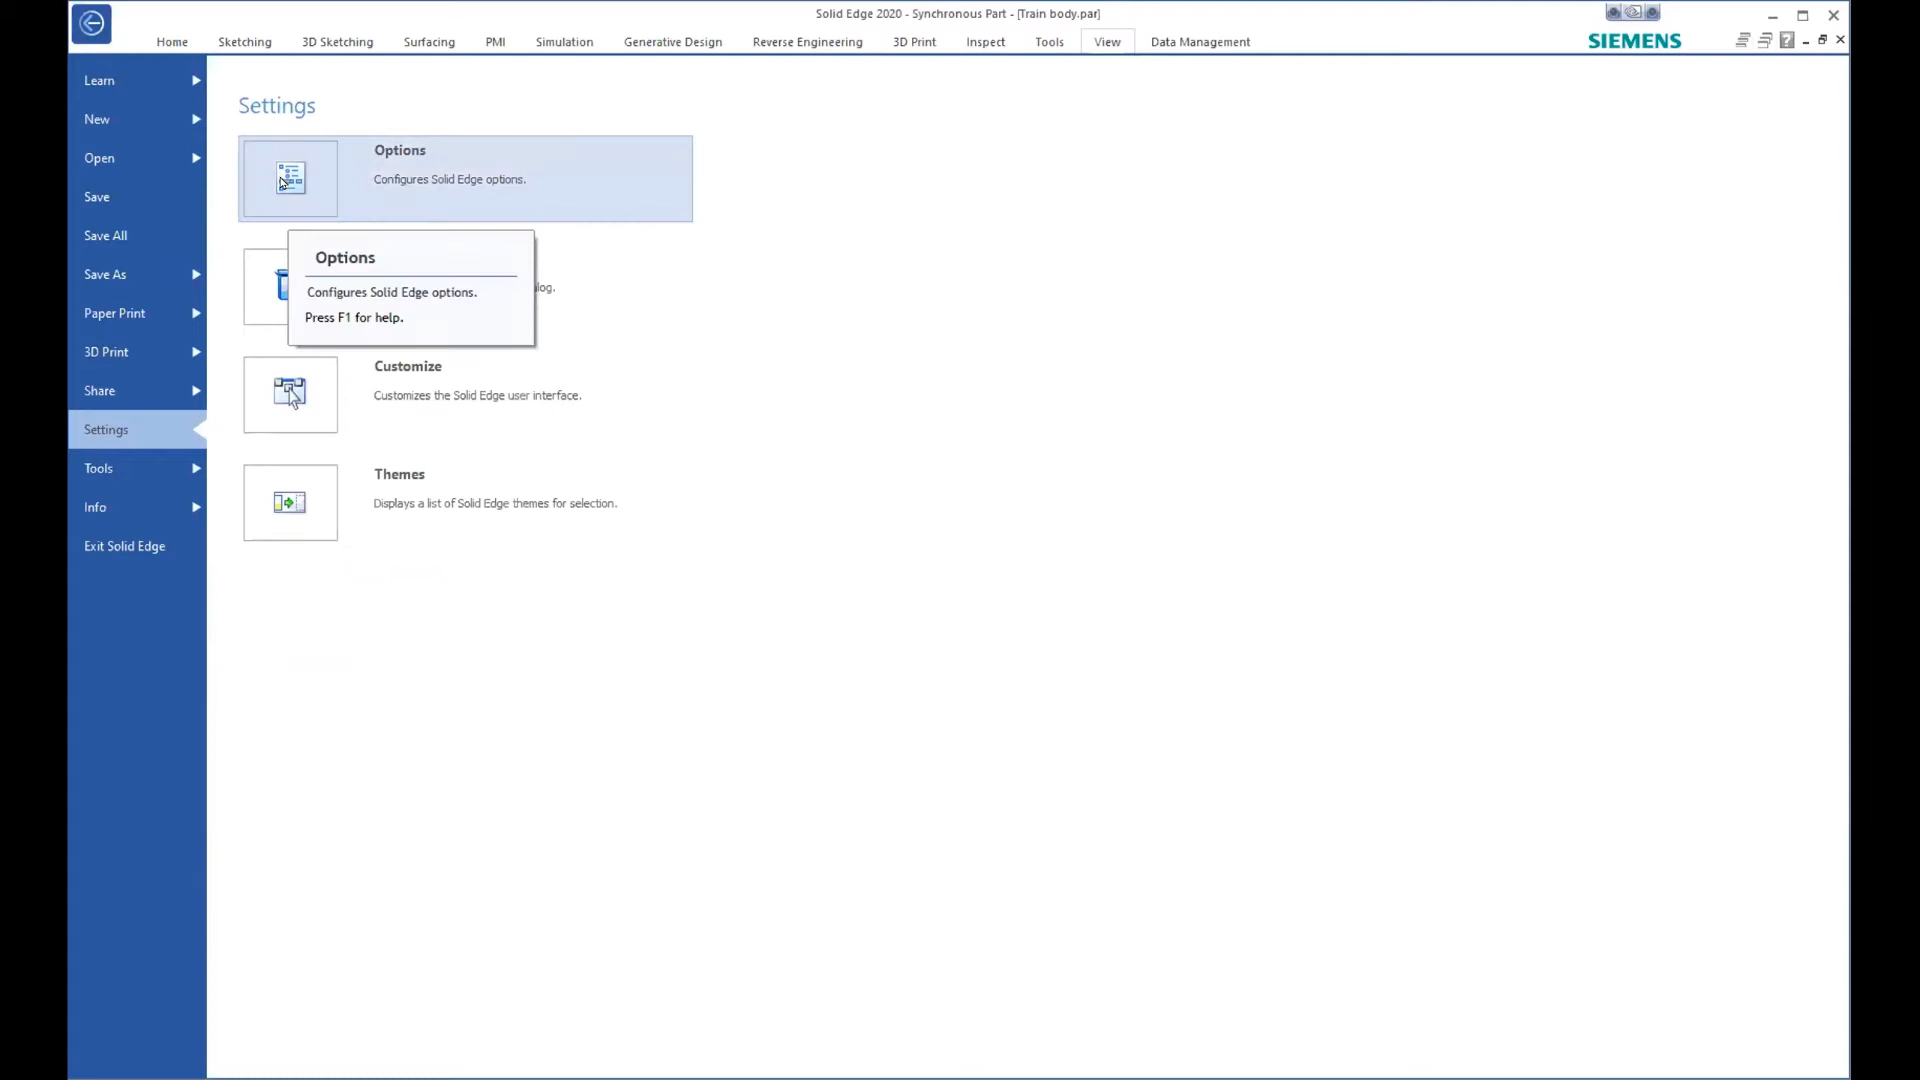 Solid Edge 2020 - Synchronous Part - [Train body.par]
Home Sketching 3D Sketching Surfacing PMI Simulation Generative Design Reverse Engineering 3D Print Inspect Tools View Data Management
SIEMENS
Learn
New
Open
Save
Save All
Save As
Paper Print
3D Print
Share
Settings
Tools
Info
Exit Solid Edge
Settings
Options
Configures Solid Edge options.
Options
Configures Solid Edge options.
Press F1 for help.
Customize
Customizes the Solid Edge user interface.
Themes
Displays a list of Solid Edge themes for selection.